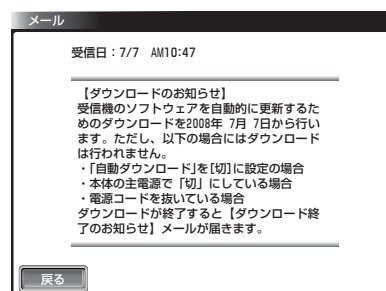 メール
受信日：7/7 AM10:47
【ダウンロードのお知らせ】
受信機のソフトウェアを自動的に更新するた
めのダウンロードを2008年 7月 7日から行い
ます。ただし、以下の場合にはダウンロード
は行われません。
・「自動ダウンロード」を[切]に設定の場合
・本体の主電源で「切」にしている場合
・電源コードを抜いている場合
ダウンロードが終了すると【ダウンロード終
了のお知らせ】メールが届きます。
戻る